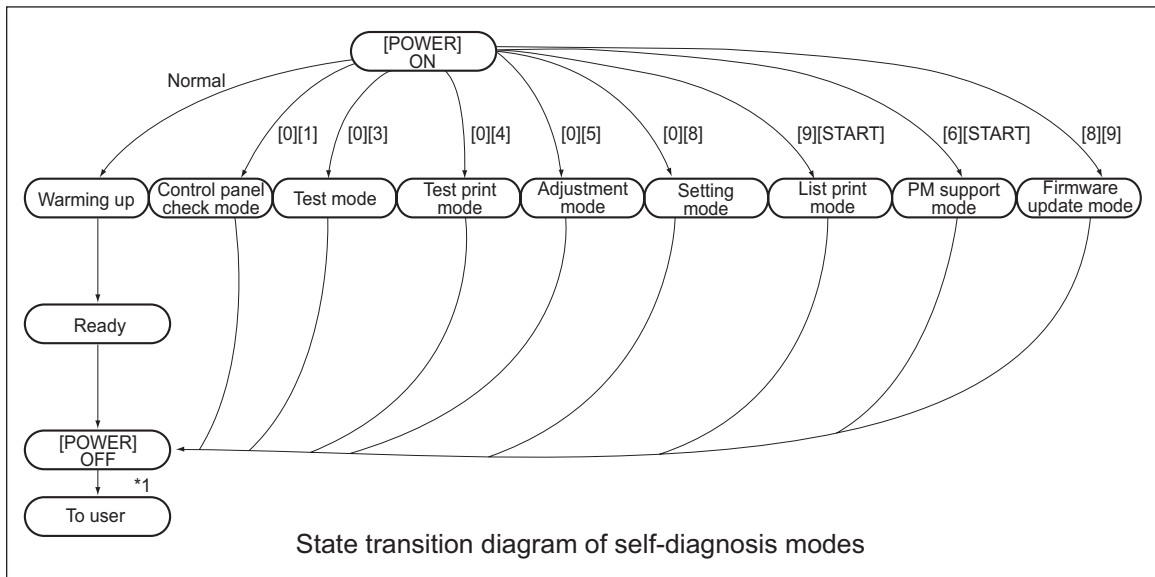 [POWER]
ON
Normal
[0][1]
[0][3]
[0][4]
[0][5]
[0][8]
[9][START]
[6][START]
[8][9]
Warming up
Control panel
check mode
Test mode
Test print
mode
Adjustment
mode
Setting
mode
List print
mode
PM support
mode
Firmware
update mode
Ready
[POWER]
OFF
*1
To user
State transition diagram of self-diagnosis modes